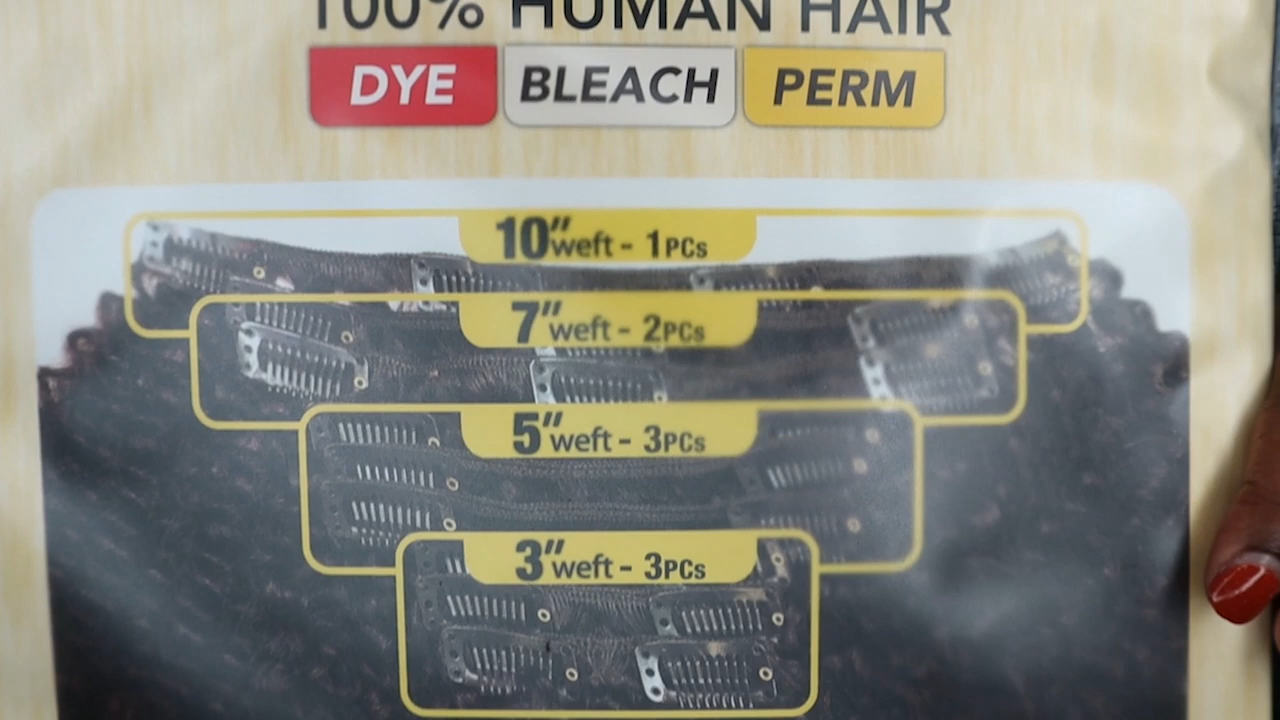 100% HUMAN HAIR
DYE BLEACH PERM
10" weft - 1PCs
7" weft - 2PCs
5" weft - 3PCs
3" weft - 3PCs